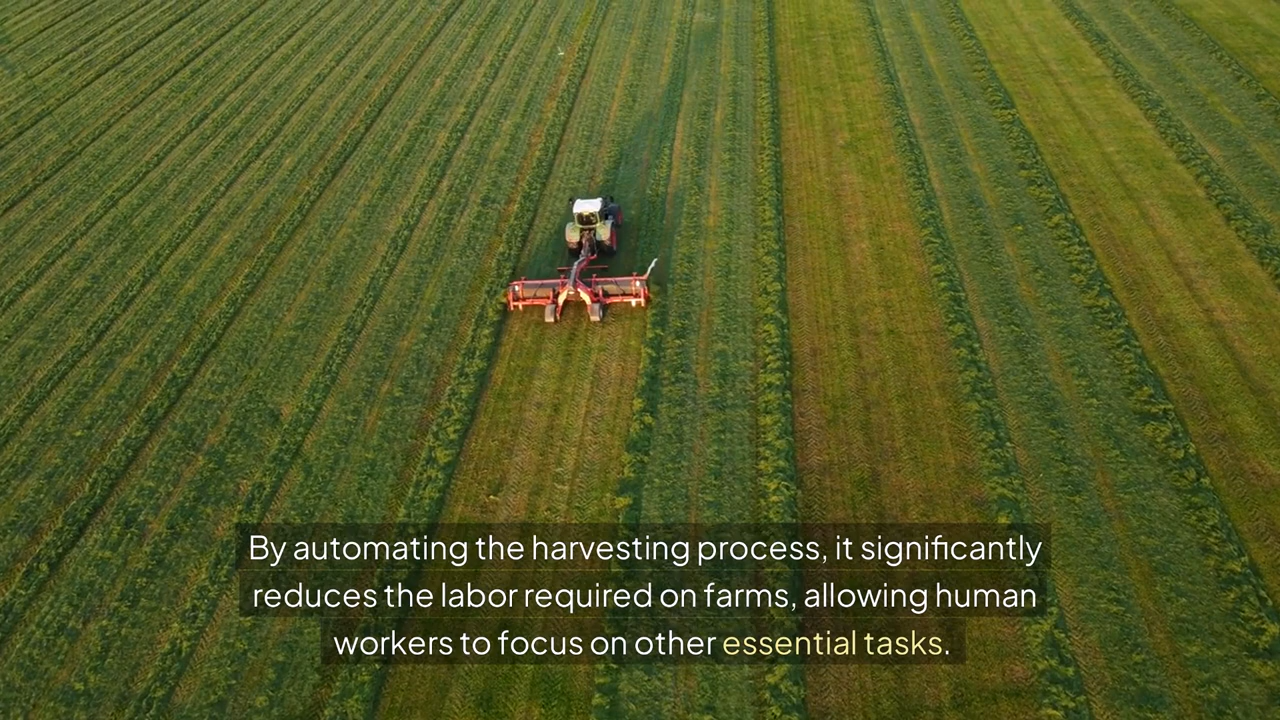 By automating the harvesting process, it significantly
reduces the labor required on farms, allowing human
workers to focus on other essential tasks.